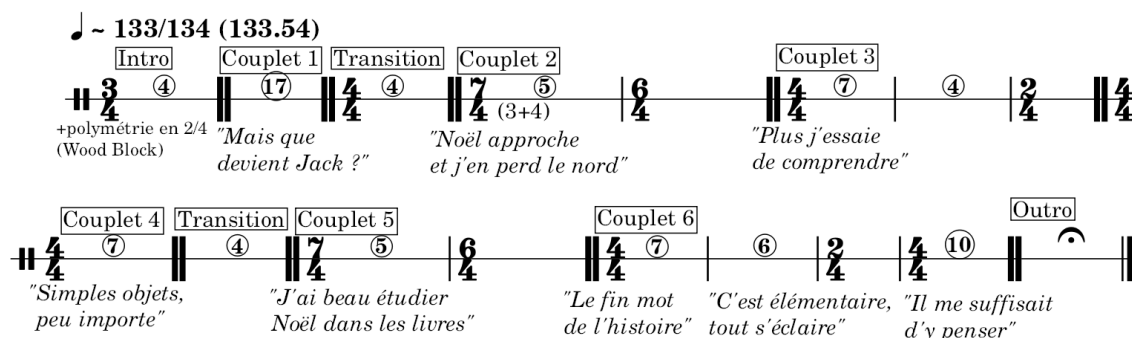 ♩ ~ 133/134 (133.54)
Intro Couplet 1 Transition Couplet 2 Couplet 3
3/4 4 17 4/4 4 7/4 5 6/4 4/4 7 4 2/4 4/4
(3+4)
+polymétrie en 2/4
(Wood Block)
"Mais que
devient Jack ?"
"Noël approche
et j'en perd le nord"
"Plus j'essaie
de comprendre"
Couplet 4 Transition Couplet 5 Couplet 6 Outro
4/4 7 4 7/4 5 6/4 4/4 7 6 2/4 4/4 10
"Simples objets,
peu importe"
"J'ai beau étudier
Noël dans les livres"
"Le fin mot
de l'histoire"
"C'est élémentaire,
tout s'éclaire"
"Il me suffisait
d'y penser"